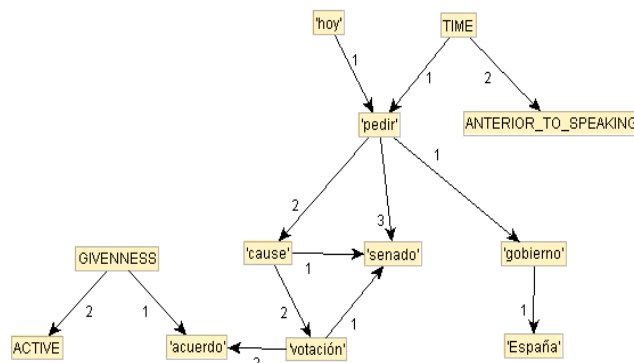 'hoy'
TIME
1
1
2
'pedir'
ANTERIOR_TO_SPEAKING
2
3
1
GIVENNESS
'cause'
1
'senado'
'gobierno'
2
1
2
1
1
ACTIVE
'acuerdo'
2
'votación'
'España'